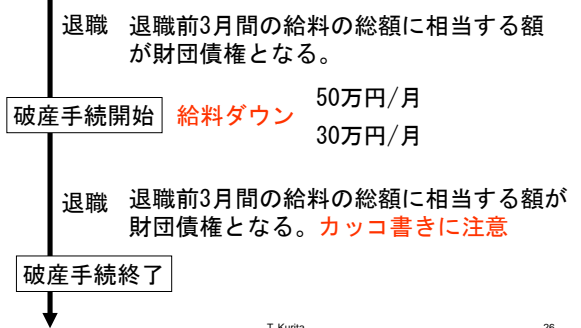 退職 退職前3月間の給料の総額に相当する額
が財団債権となる。
破産手続開始 給料ダウン 50万円/月
30万円/月
退職 退職前3月間の給料の総額に相当する額が
財団債権となる。カッコ書きに注意
破産手続終了
T. Kurita 26